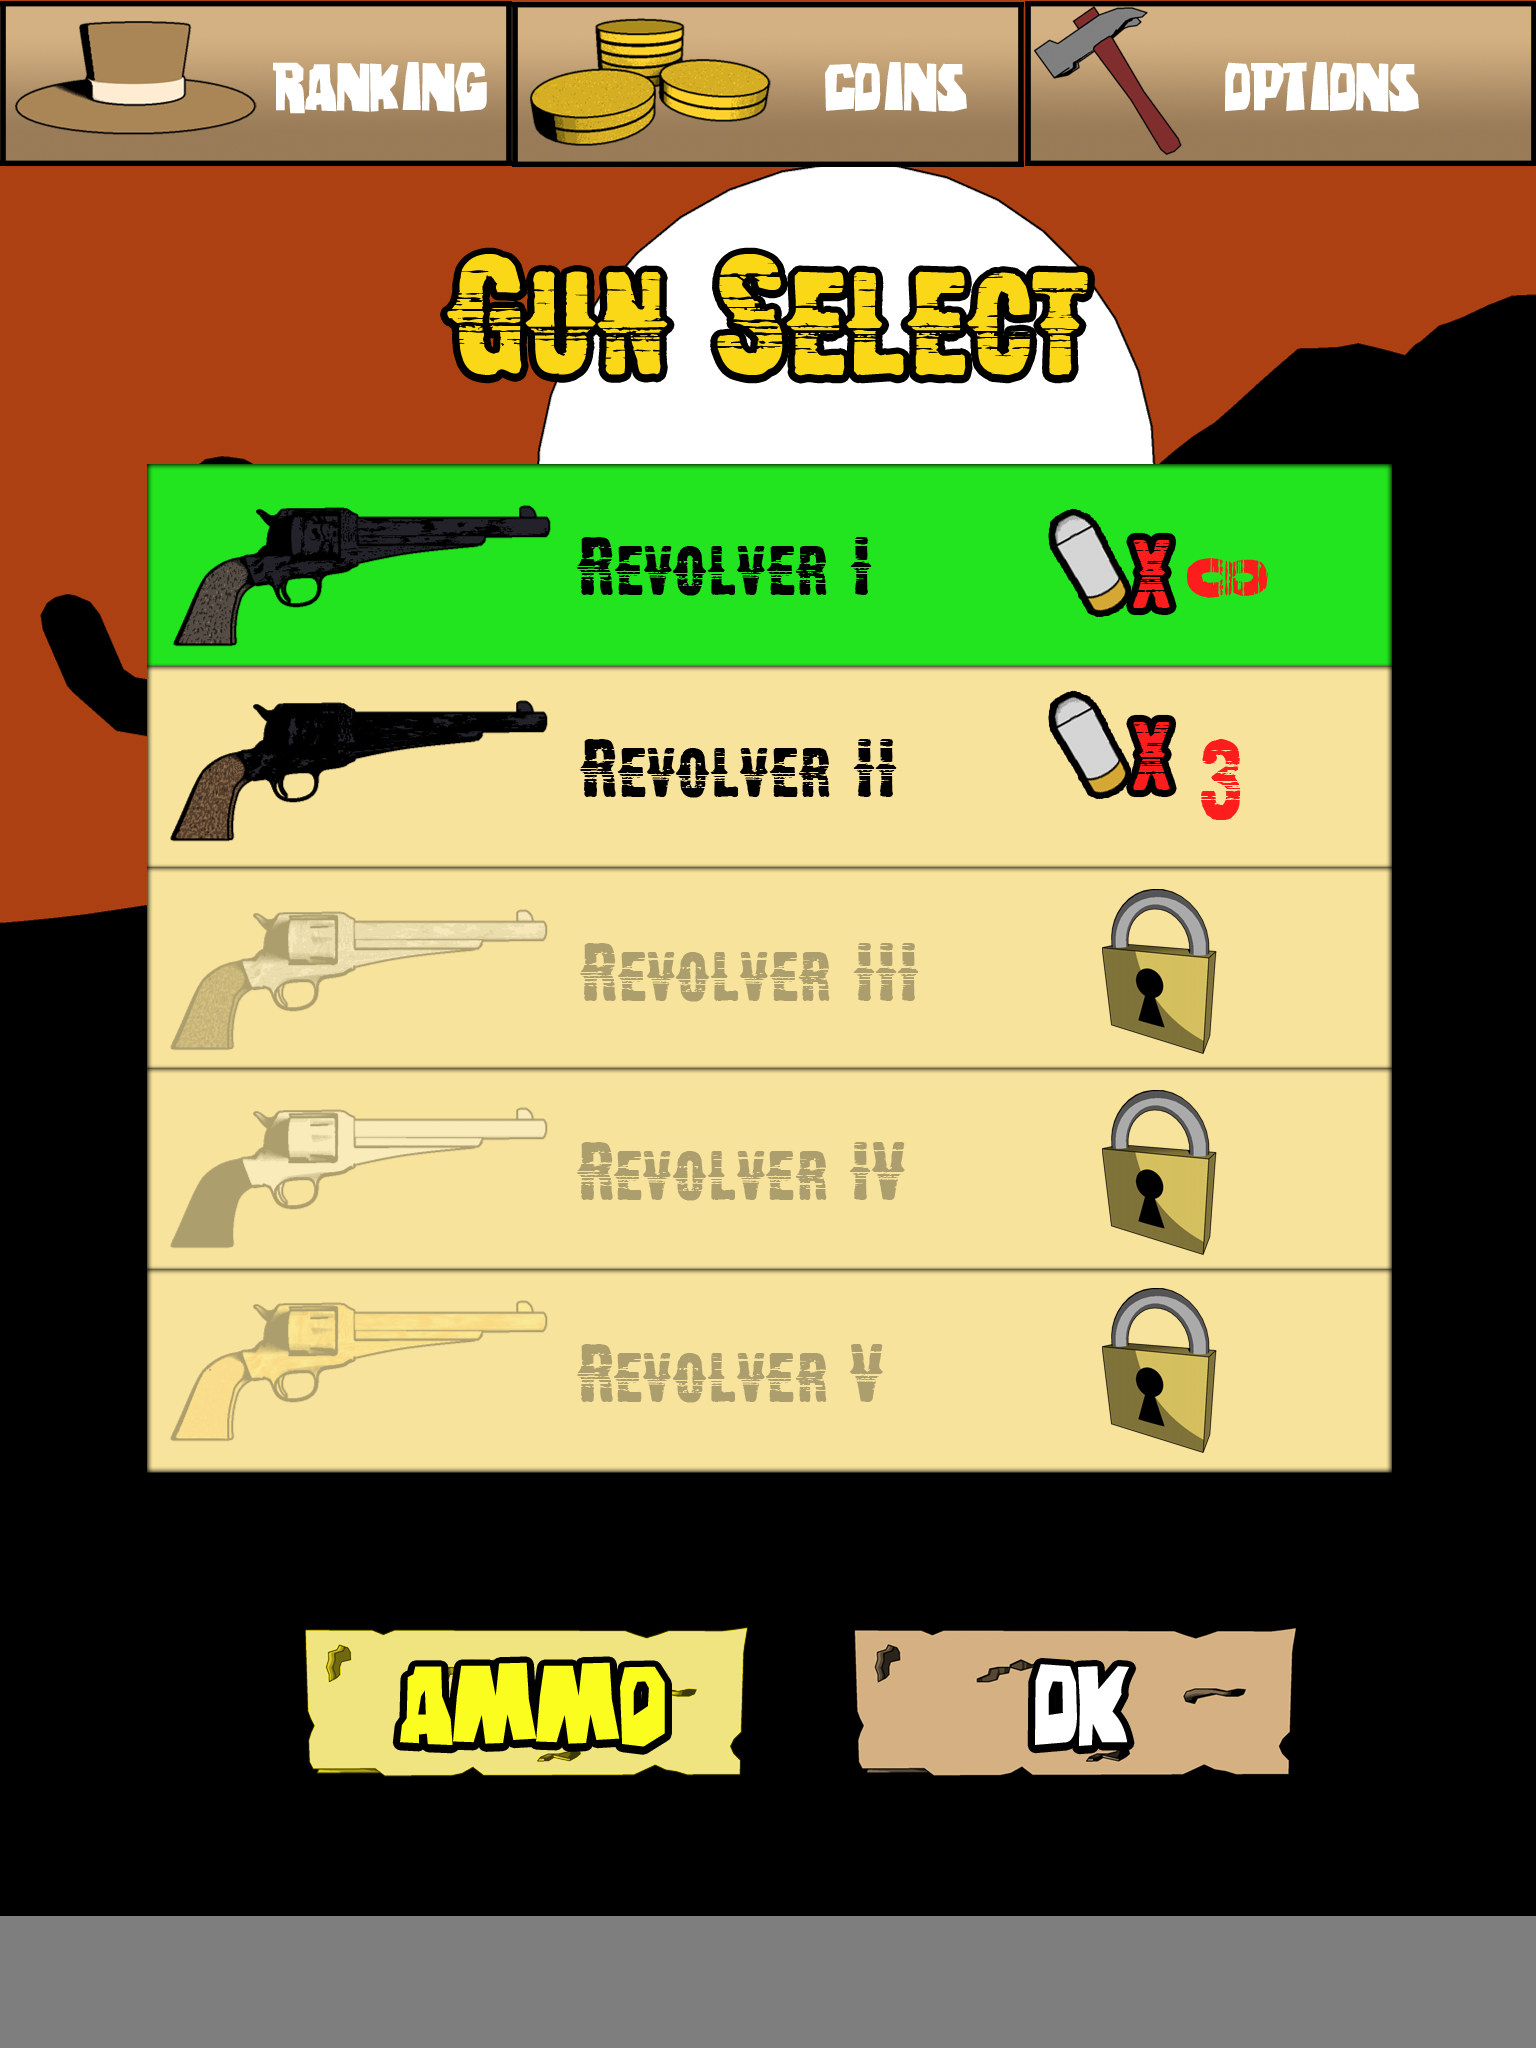 RANKING COINS OPTIONS
GUN SELECT
REVOLVER I X ∞
REVOLVER II X 3
REVOLVER III
REVOLVER IV
REVOLVER V
AMMO OK